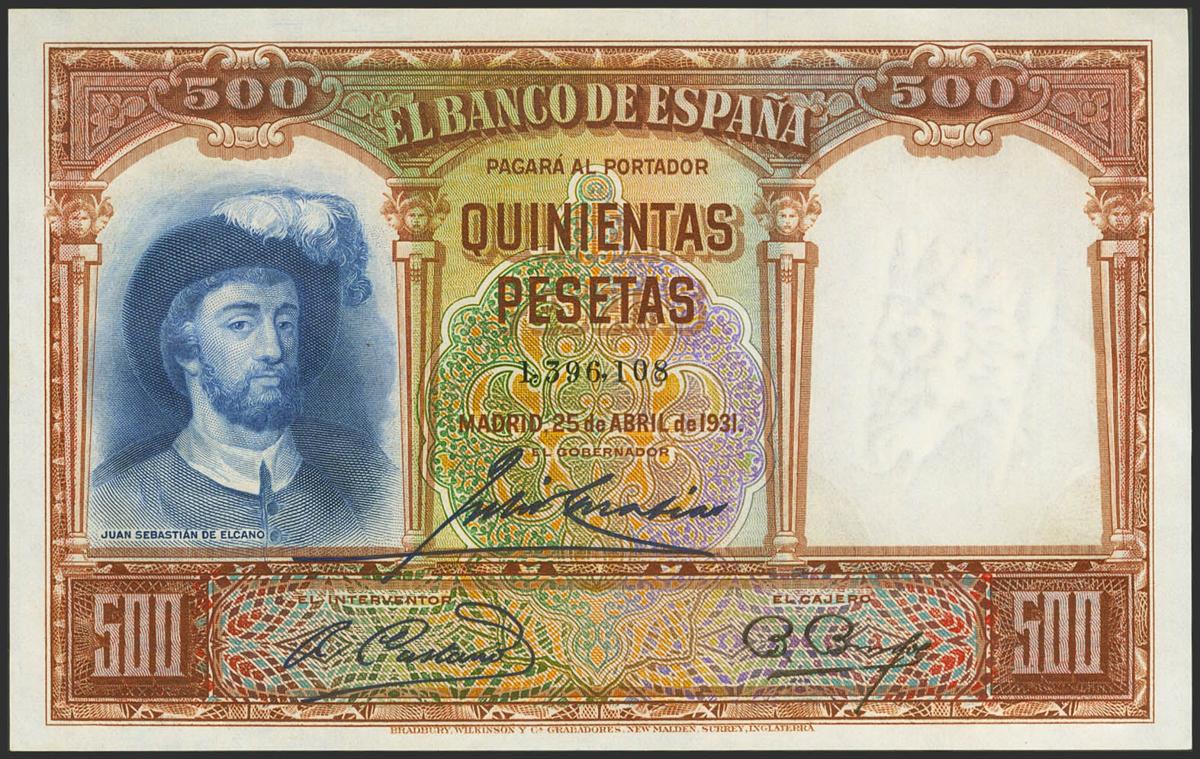 500 500
EL BANCO DE ESPAÑA
PAGARÁ AL PORTADOR
QUINIENTAS
PESETAS
1,396,108
MADRID, 25 de ABRIL de 1931.
EL GOBERNADOR
JUAN SEBASTIÁN DE ELCANO
EL INTERVENTOR EL CAJERO
500 500
BRADBURY, WILKINSON Y Cª GRABADORES, NEW MALDEN, SURREY, INGLATERRA